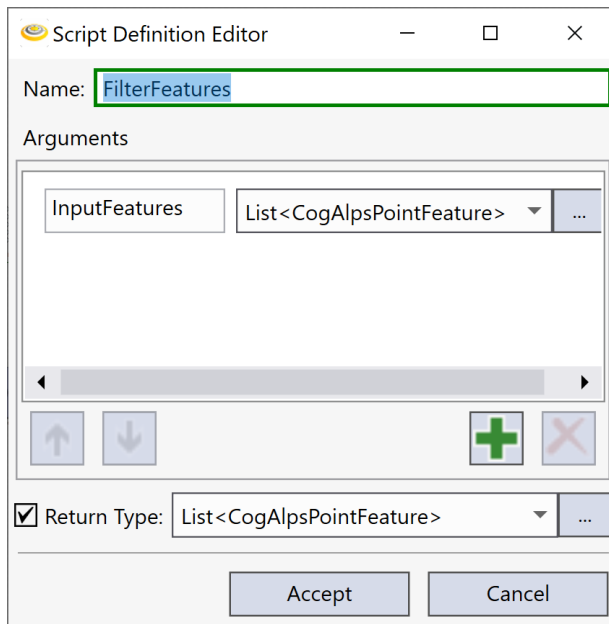 Script Definition Editor
Name: FilterFeatures
Arguments
InputFeatures List<CogAlpsPointFeature> ...
Return Type: List<CogAlpsPointFeature> ...
Accept Cancel